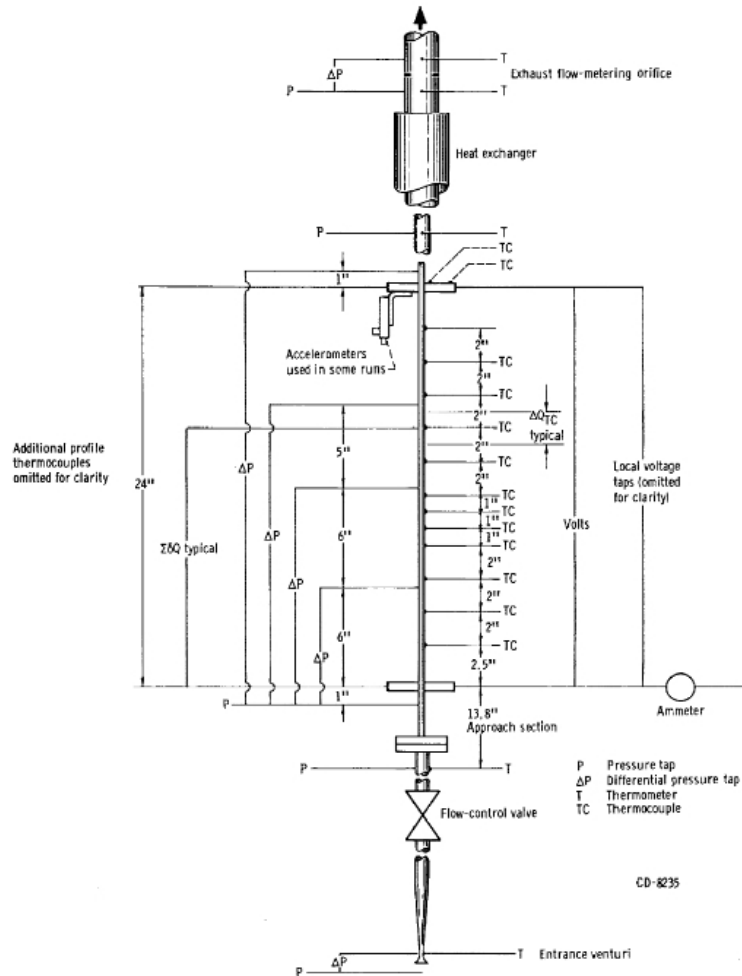 T
ΔP
Exhaust flow-metering orifice
P
T
Heat exchanger
P
T
TC
TC
1"
Accelerometers
used in some runs
2"
TC
2"
TC
2"
ΔQTC
typical
TC
2"
TC
2"
TC
1"
TC
1"
TC
1"
TC
2"
TC
2"
TC
2"
TC
2.5"
Additional profile
thermocouples
omitted for clarity
24"
ΣδQ typical
ΔP
ΔP
ΔP
ΔP
5"
6"
6"
1"
P
Volts
Local voltage
taps (omitted
for clarity)
Ammeter
13.8"
Approach section
P
T
Flow-control valve
P Pressure tap
ΔP Differential pressure tap
T Thermometer
TC Thermocouple
CD-8235
ΔP
T Entrance venturi
P